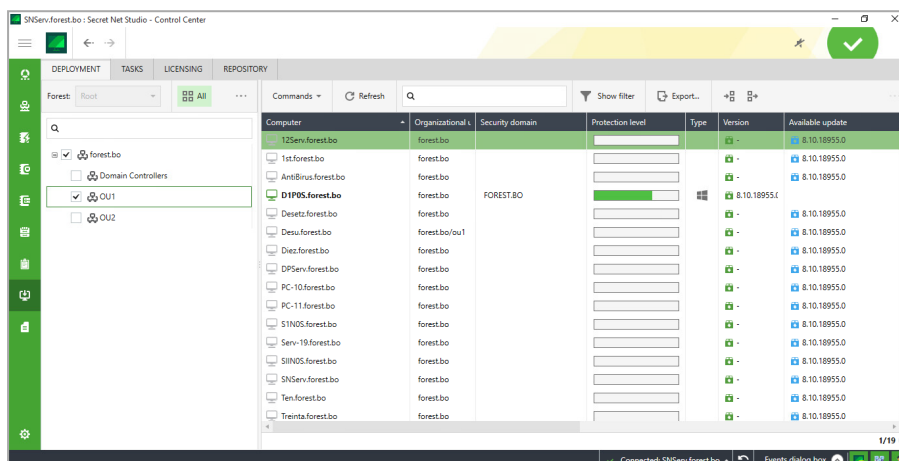 SNServ.forest.bo : Secret Net Studio - Control Center
DEPLOYMENT TASKS LICENSING REPOSITORY
Forest: Root All ... Commands Refresh Show filter Export...
forest.bo
Domain Controllers
OU1
OU2
Computer Organizational u Security domain Protection level Type Version Available update
12Serv.forest.bo forest.bo - 8.10.18955.0
1st.forest.bo forest.bo - 8.10.18955.0
AntiBirus.forest.bo forest.bo - 8.10.18955.0
D1P0S.forest.bo forest.bo FOREST.BO 8.10.18955.(
Desetz.forest.bo forest.bo - 8.10.18955.0
Desu.forest.bo forest.bo/ou1 - 8.10.18955.0
Diez.forest.bo forest.bo - 8.10.18955.0
DPServ.forest.bo forest.bo - 8.10.18955.0
PC-10.forest.bo forest.bo - 8.10.18955.0
PC-11.forest.bo forest.bo - 8.10.18955.0
S1N0S.forest.bo forest.bo - 8.10.18955.0
Serv-19.forest.bo forest.bo - 8.10.18955.0
SIIN0S.forest.bo forest.bo - 8.10.18955.0
SNServ.forest.bo forest.bo - 8.10.18955.0
Ten.forest.bo forest.bo - 8.10.18955.0
Treinta.forest.bo forest.bo - 8.10.18955.0
1/19
Connected: SNServ.forest.bo Events dialog box